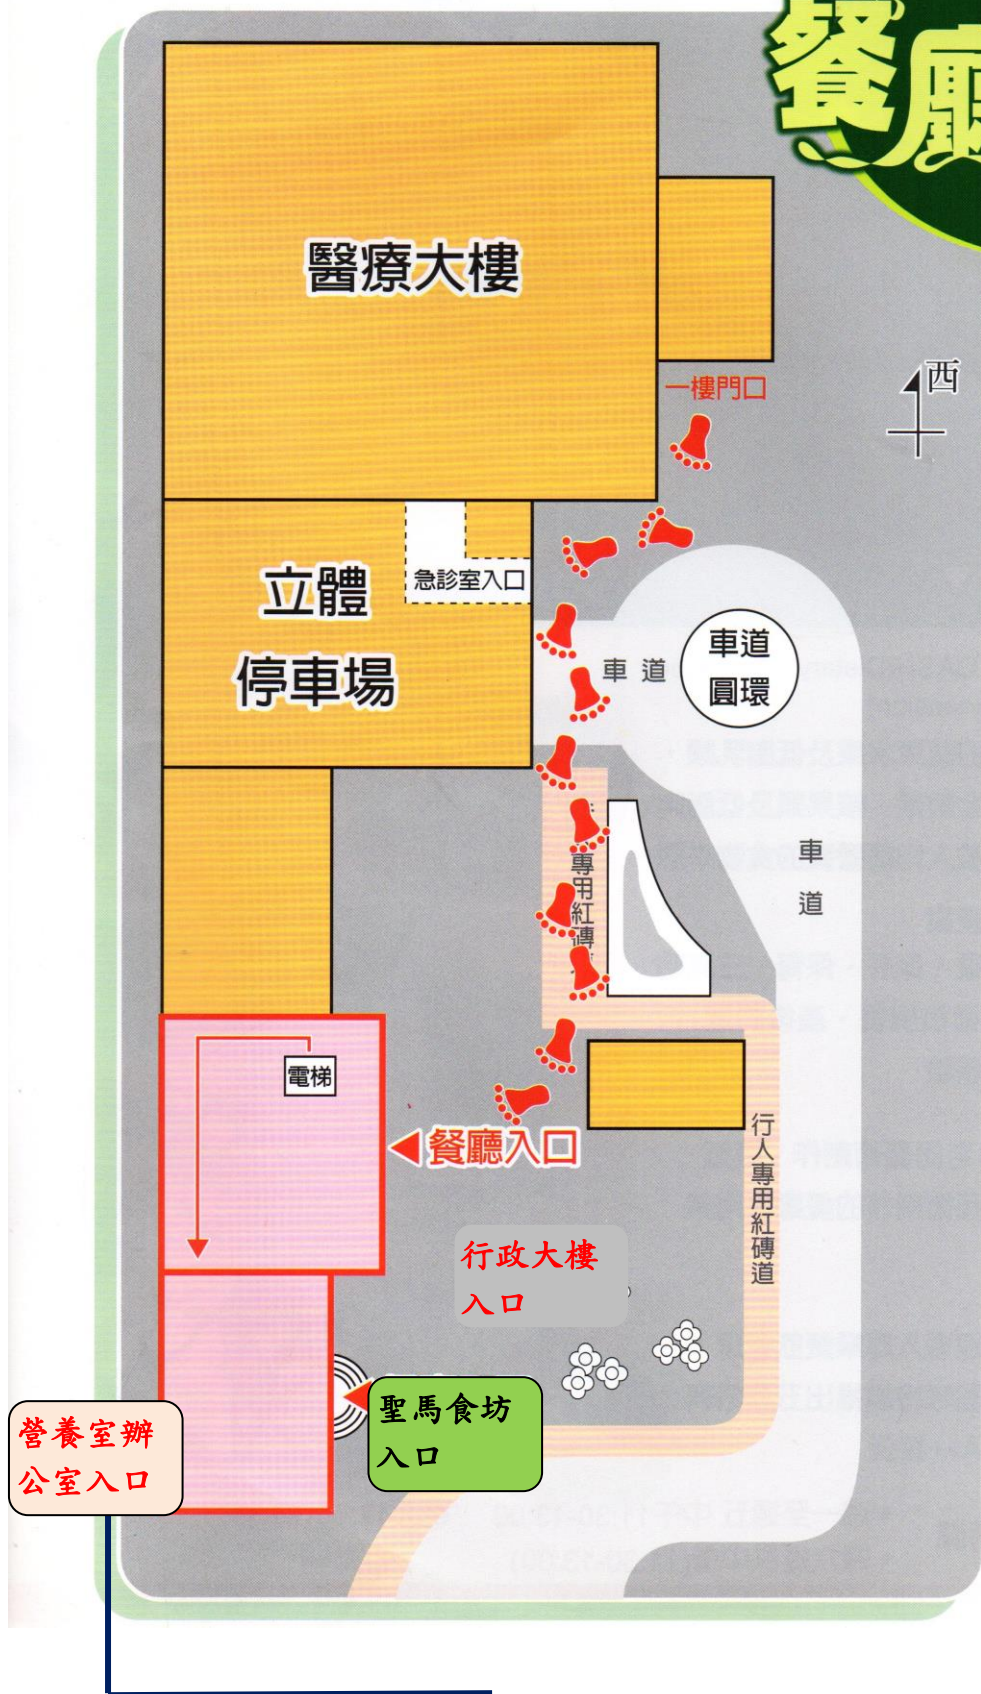 餐廳
醫療大樓
一樓門口
西
急診室入口
立體
停車場
車道
車道
圓環
車
道
專用紅磚
電梯
餐廳入口
行人專用紅磚道
行政大樓
入口
聖馬食坊
入口
營養室辦
公室入口